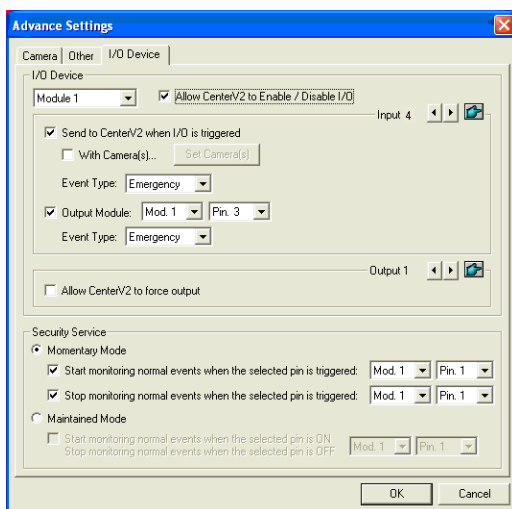 Advance Settings
Camera Other I/O Device
I/O Device
Module 1 Allow CenterV2 to Enable / Disable I/O
Input 4
Send to CenterV2 when I/O is triggered
With Camera(s)... Set Camera(s)
Event Type: Emergency
Output Module: Mod. 1 Pin. 3
Event Type: Emergency
Output 1
Allow CenterV2 to force output
Security Service
Momentary Mode
Start monitoring normal events when the selected pin is triggered: Mod. 1 Pin. 1
Stop monitoring normal events when the selected pin is triggered: Mod. 1 Pin. 1
Maintained Mode
Start monitoring normal events when the selected pin is ON
Stop monitoring normal events when the selected pin is OFF Mod. 1 Pin. 1
OK Cancel